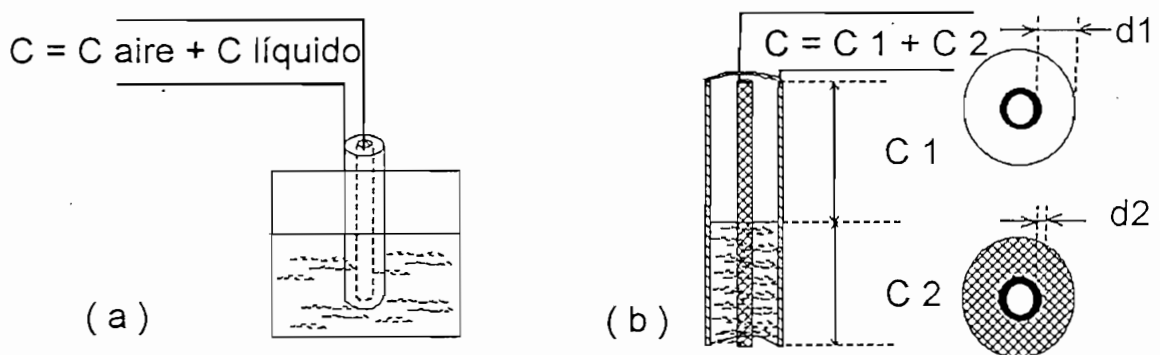 C = C aire + C líquido
( a )
C = C 1 + C 2
d1
C 1
d2
C 2
( b )